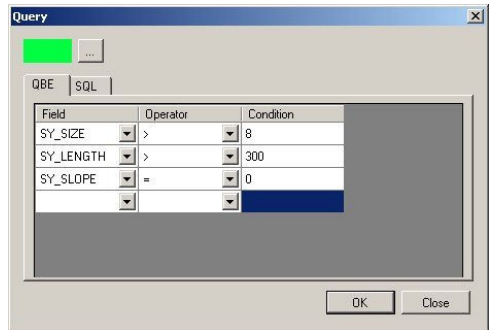 Query
...
QBE SQL
Field Operator Condition
SY_SIZE > 8
SY_LENGTH > 300
SY_SLOPE = 0
OK Close